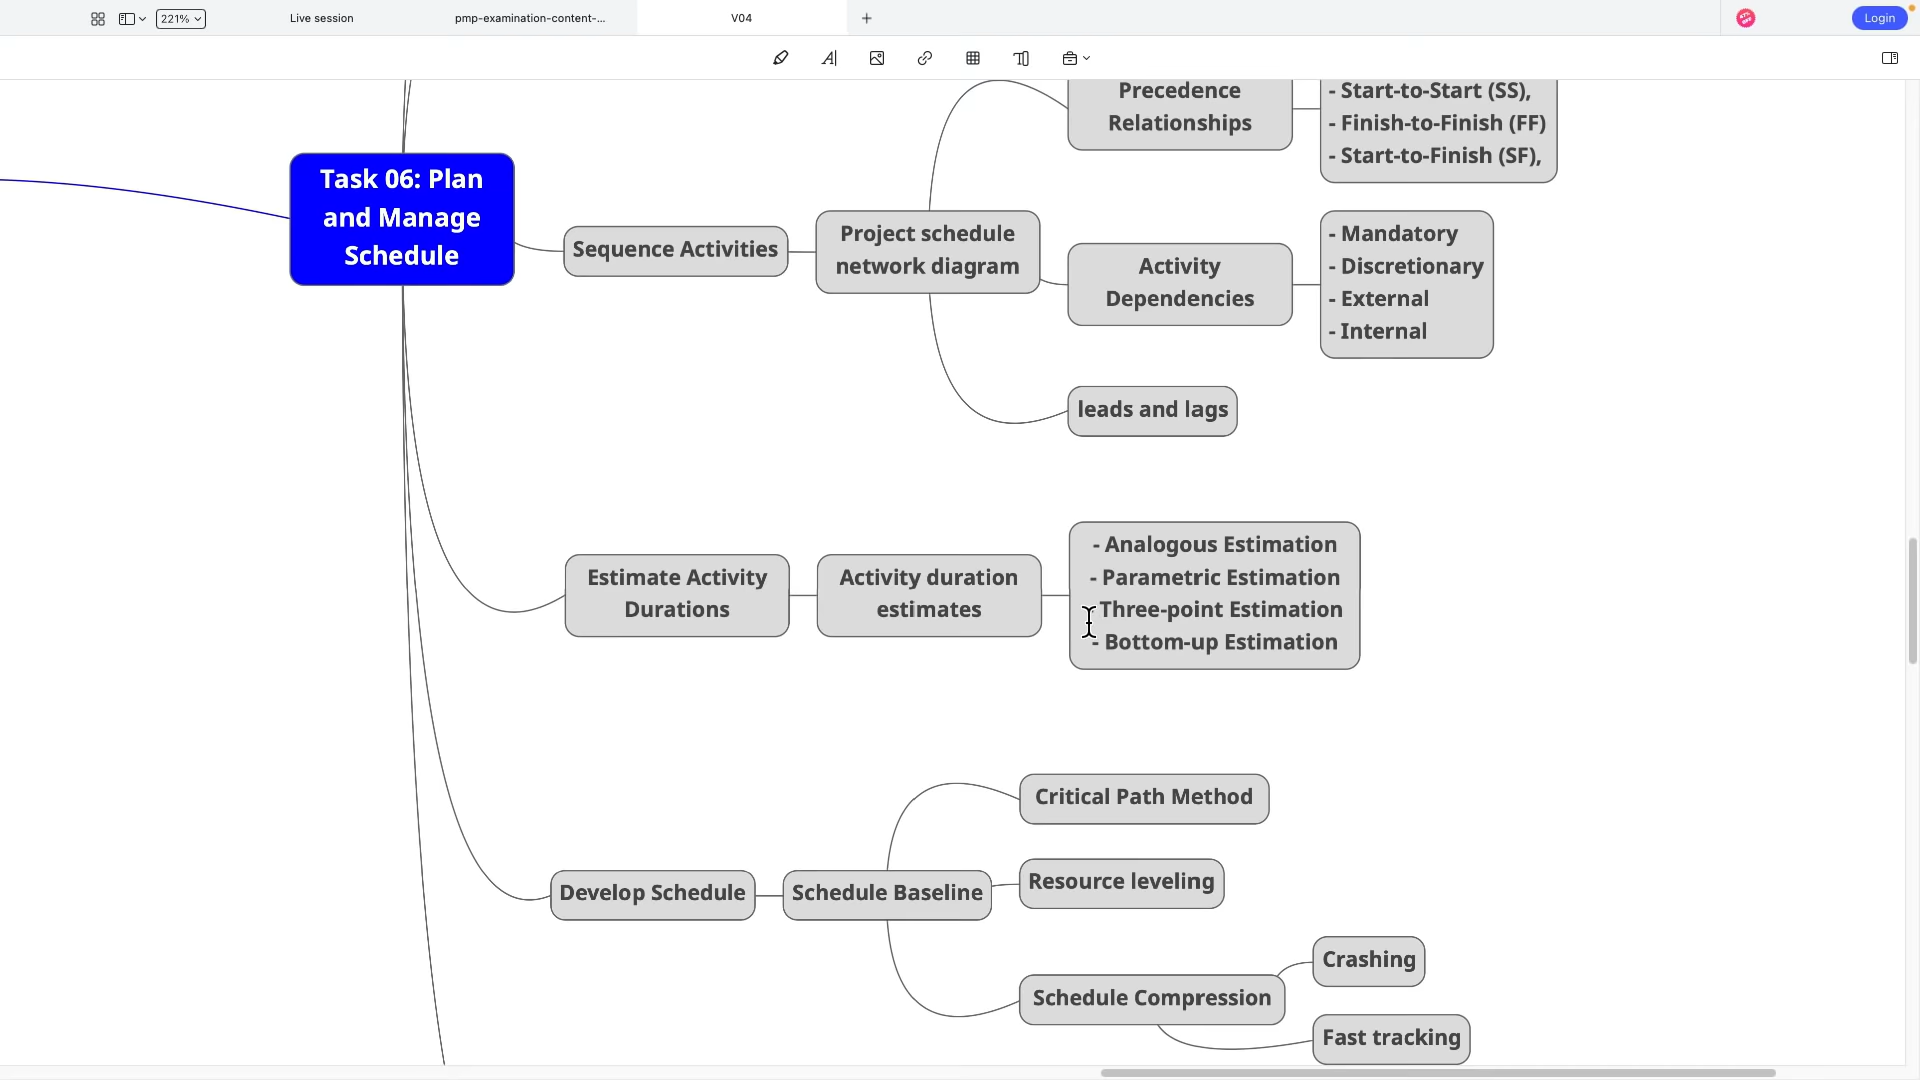 221%
Live session
pmp-examination-content-...
V04
Login
Precedence
Relationships
- Start-to-Start (SS),
- Finish-to-Finish (FF)
- Start-to-Finish (SF),
Task 06: Plan
and Manage
Schedule
Sequence Activities
Project schedule
network diagram
Activity
Dependencies
- Mandatory
- Discretionary
- External
- Internal
leads and lags
Estimate Activity
Durations
Activity duration
estimates
- Analogous Estimation
- Parametric Estimation
Three-point Estimation
- Bottom-up Estimation
Critical Path Method
Resource leveling
Develop Schedule
Schedule Baseline
Schedule Compression
Crashing
Fast tracking